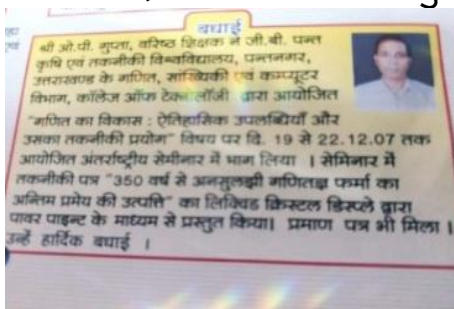 बधाई
श्री ओ.पी. गुप्ता, वरिष्ठ शिक्षक ने जी.बी. पन्त
कृषि एवं तकनीकी विश्वविद्यालय, पन्तनगर,
उत्तराखण्ड के गणित, सांख्यिकी एवं कम्प्यूटर
विभाग, कॉलेज ऑफ टेक्नालॉजी द्वारा आयोजित
"गणित का विकास : ऐतिहासिक उपलब्धियाँ और
उसका तकनीकी प्रयोग" विषय पर दि. 19 से 22.12.07 तक
आयोजित अंतर्राष्ट्रीय सेमीनार में भाग लिया । सेमिनार में
तकनीकी पत्र "350 वर्ष से अनसुलझी गणितज्ञ फर्मा का
अन्तिम प्रमेय की उत्पत्ति" का लिक्विड क्रिस्टल डिस्प्ले द्वारा
पावर पाइन्ट के माध्यम से प्रस्तुत किया। प्रमाण पत्र भी मिला ।
उन्हें हार्दिक बधाई ।